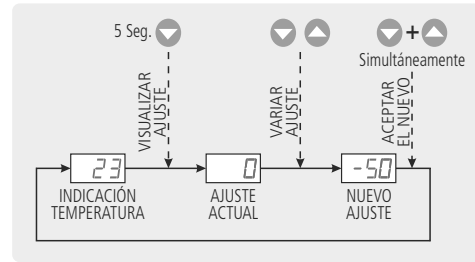 5 Seg.
+
Simultáneamente
VISUALIZAR
AJUSTE
VARIAR
AJUSTE
ACEPTAR
EL NUEVO
23
0
-50
INDICACIÓN
TEMPERATURA
AJUSTE
ACTUAL
NUEVO
AJUSTE